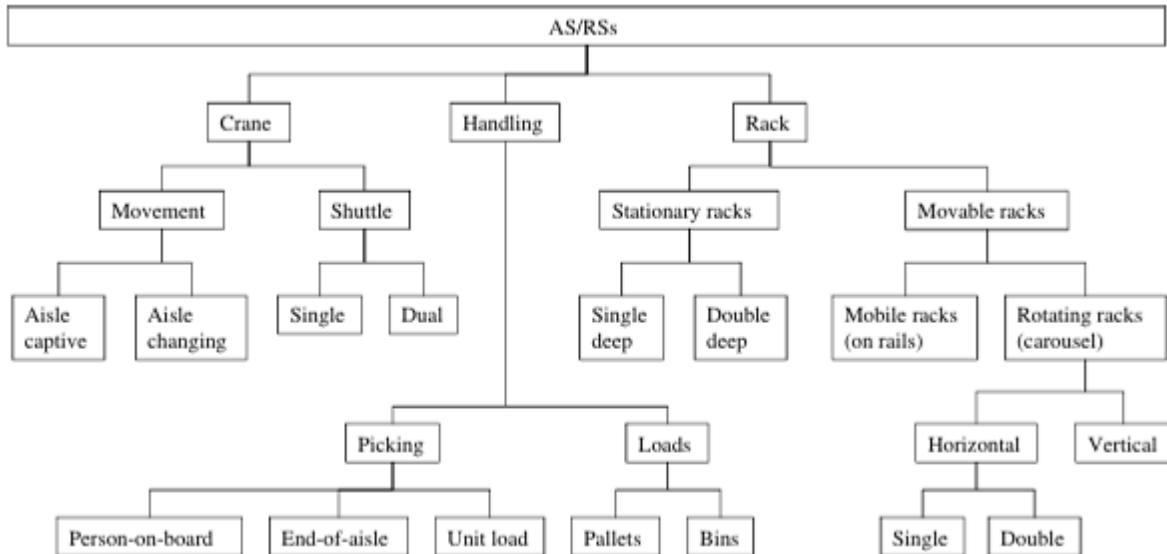 AS/RSs
Crane
Handling
Rack
Movement
Shuttle
Stationary racks
Movable racks
Aisle
captive
Aisle
changing
Single
Dual
Single
deep
Double
deep
Mobile racks
(on rails)
Rotating racks
(carousel)
Picking
Loads
Horizontal
Vertical
Person-on-board
End-of-aisle
Unit load
Pallets
Bins
Single
Double